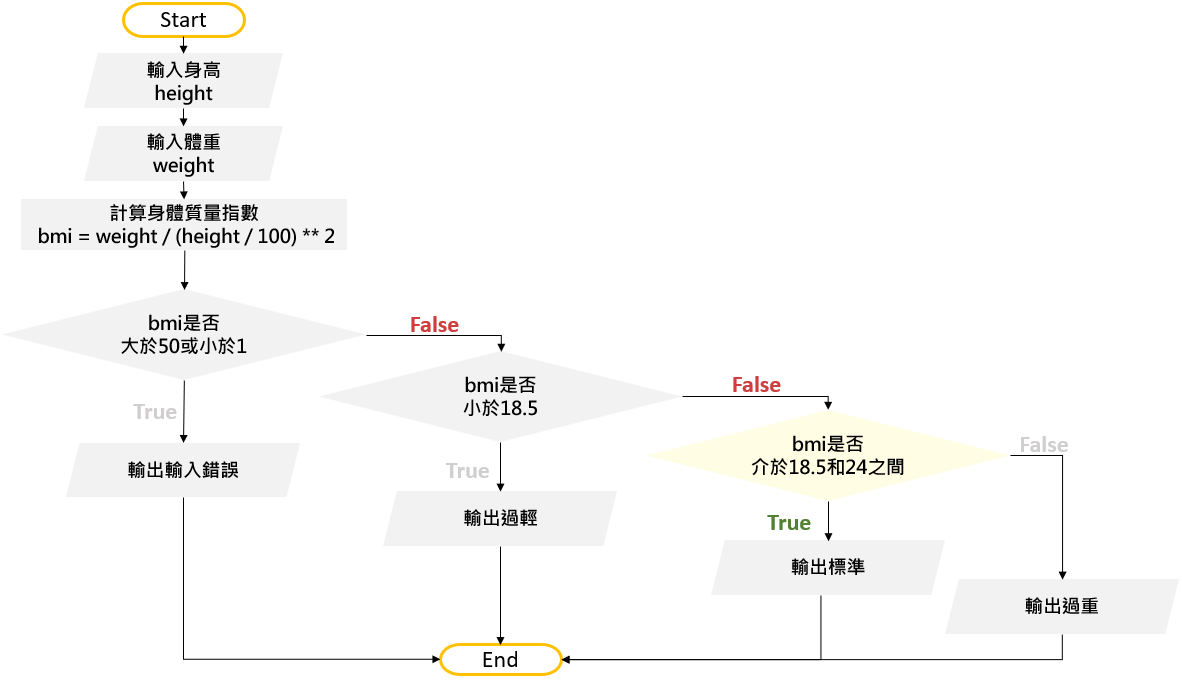 Start
輸入身高
height
輸入體重
weight
計算身體質量指數
bmi = weight / (height / 100) ** 2
bmi是否
大於50或小於1
False
True
輸出輸入錯誤
bmi是否
小於18.5
False
True
輸出過輕
bmi是否
介於18.5和24之間
False
True
輸出標準
輸出過重
End